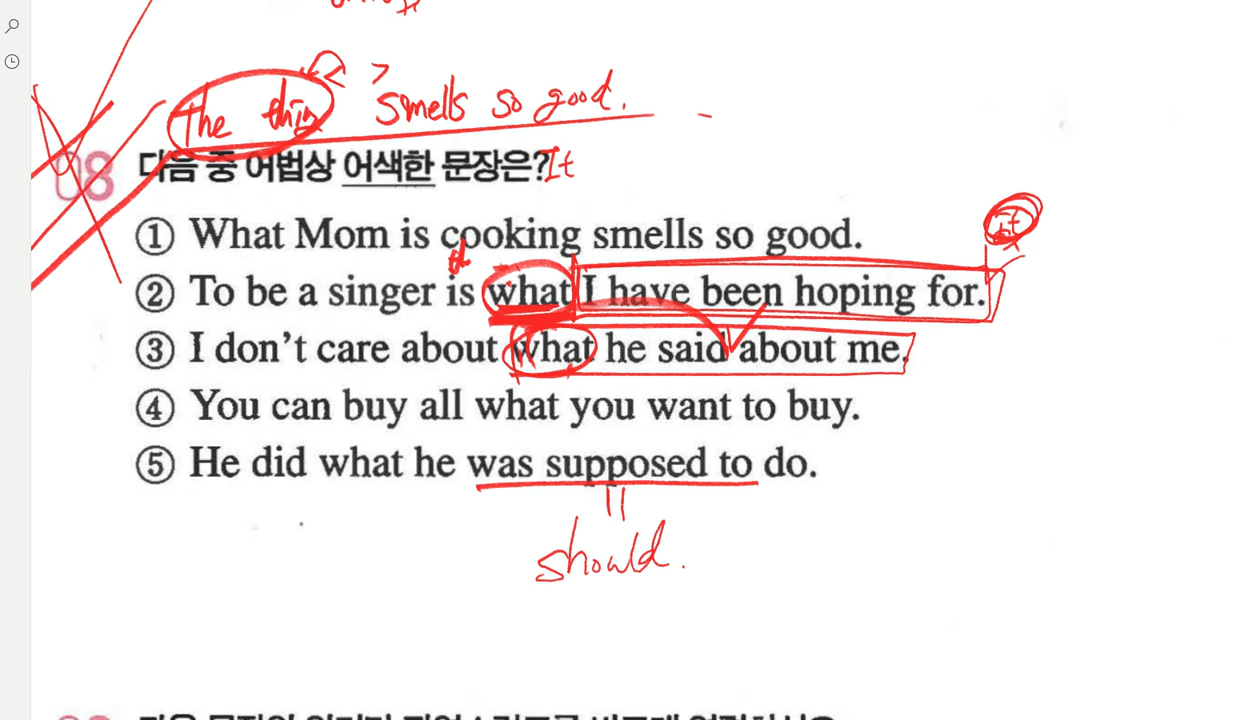 the thing smells so good.
08 다음 중 어법상 어색한 문장은? It
① What Mom is cooking smells so good.
② To be a singer is what I have been hoping for.
③ I don't care about what he said about me.
④ You can buy all what you want to buy.
⑤ He did what he was supposed to do.
should.